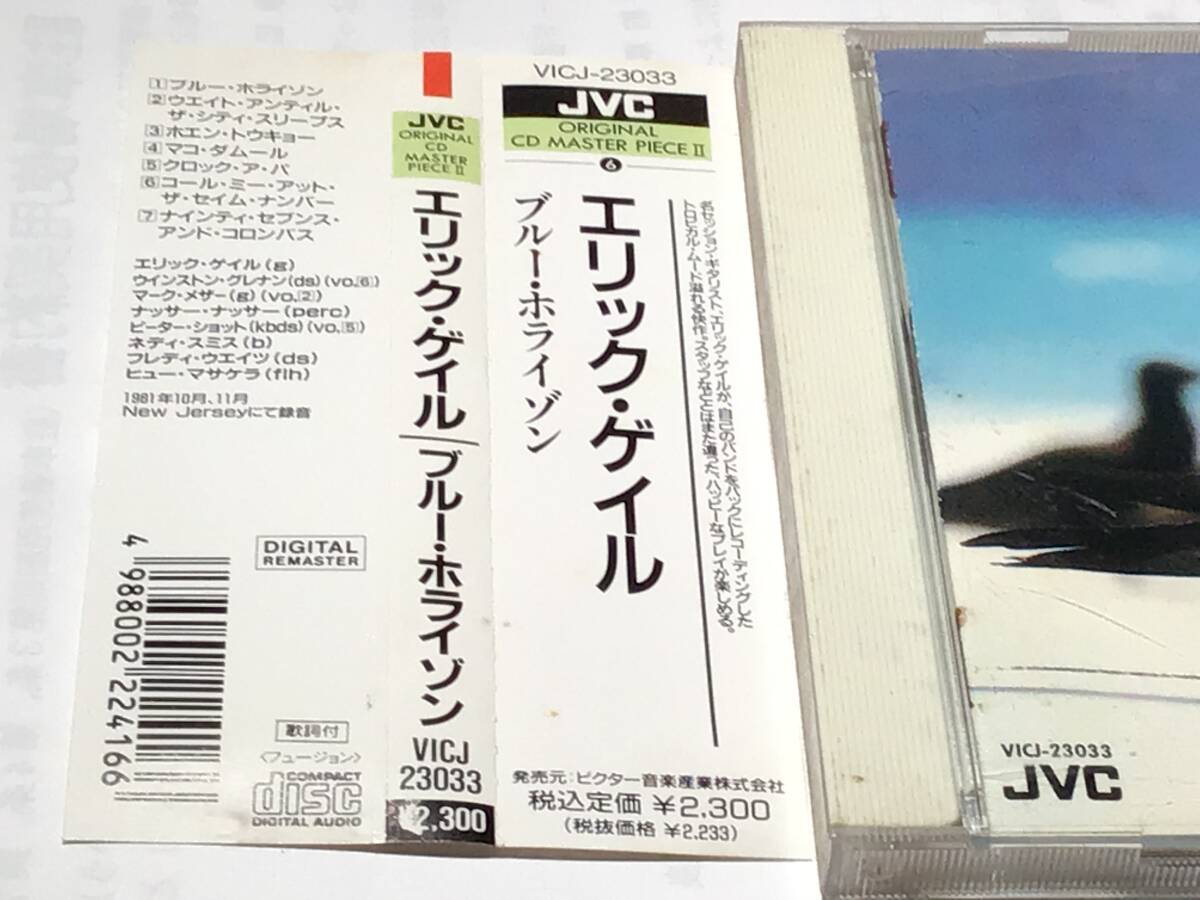 1 ブルー・ホライゾン
2 ウエイト・アンティル・
ザ・シティ・スリープス
3 ホエン・トウキョー
4 マコ・ダムール
5 クロック・ア・パ
6 コール・ミー・アット・
ザ・セイム・ナンバー
7 ナインティ・セブンス・
アンド・コロンバス
エリック・ゲイル(g)
ウインストン・グレナン(ds)(vo.6)
マーク・メザー(g)(vo.2)
ナッサー・ナッサー(perc)
ピーター・ショット(kbds)(vo.5)
ネディ・スミス(b)
フレディ・ウエイツ(ds)
ヒュー・マサケラ(flh)
1981年10月、11月
New Jerseyにて録音
DIGITAL
REMASTER
4 988002 224166
歌詞付
〈フュージョン〉
COMPACT
disc
DIGITAL AUDIO
JVC
ORIGINAL
CD
MASTER
PIECE II
エリック・ゲイル/ブルー・ホライゾン
VICJ
23033
2,300
VICJ-23033
JVC
ORIGINAL
CD MASTER PIECE II
6
名セッション・ギタリスト、エリック・ゲイルが、自己のバンドをバックにレコーディングした
トロピカル・ムード溢れる快作。スタッフなどとはまた違った、ハッピーなプレイが楽しめる。
エリック・ゲイル
ブルー・ホライゾン
発売元:ビクター音楽産業株式会社
税込定価 ¥2,300
(税抜価格 ¥2,233)
VICJ-23033
JVC